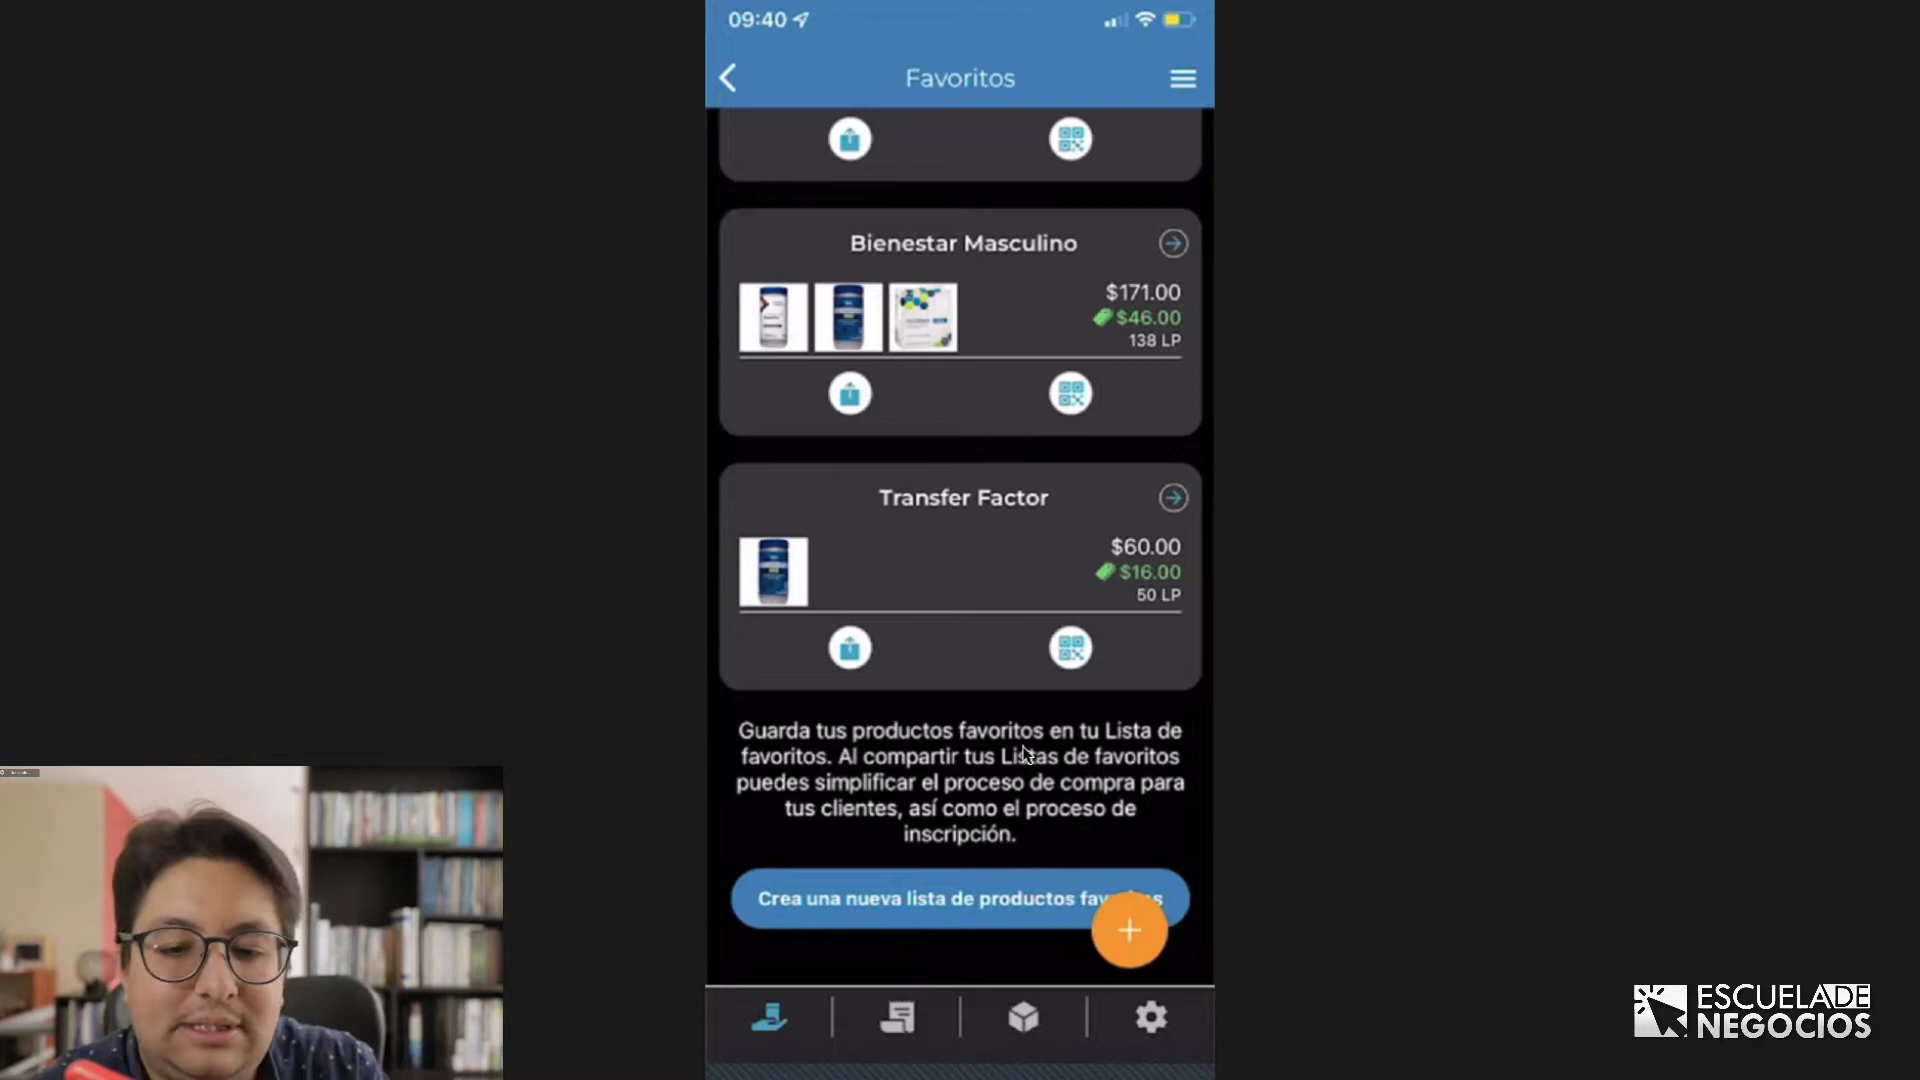 09:40
Favoritos
Bienestar Masculino
$171.00
$46.00
138 LP
Transfer Factor
$60.00
$16.00
50 LP
Guarda tus productos favoritos en tu Lista de
favoritos. Al compartir tus Listas de favoritos
puedes simplificar el proceso de compra para
tus clientes, así como el proceso de
inscripción.
Crea una nueva lista de productos fav
ESCUELA DE
NEGOCIOS